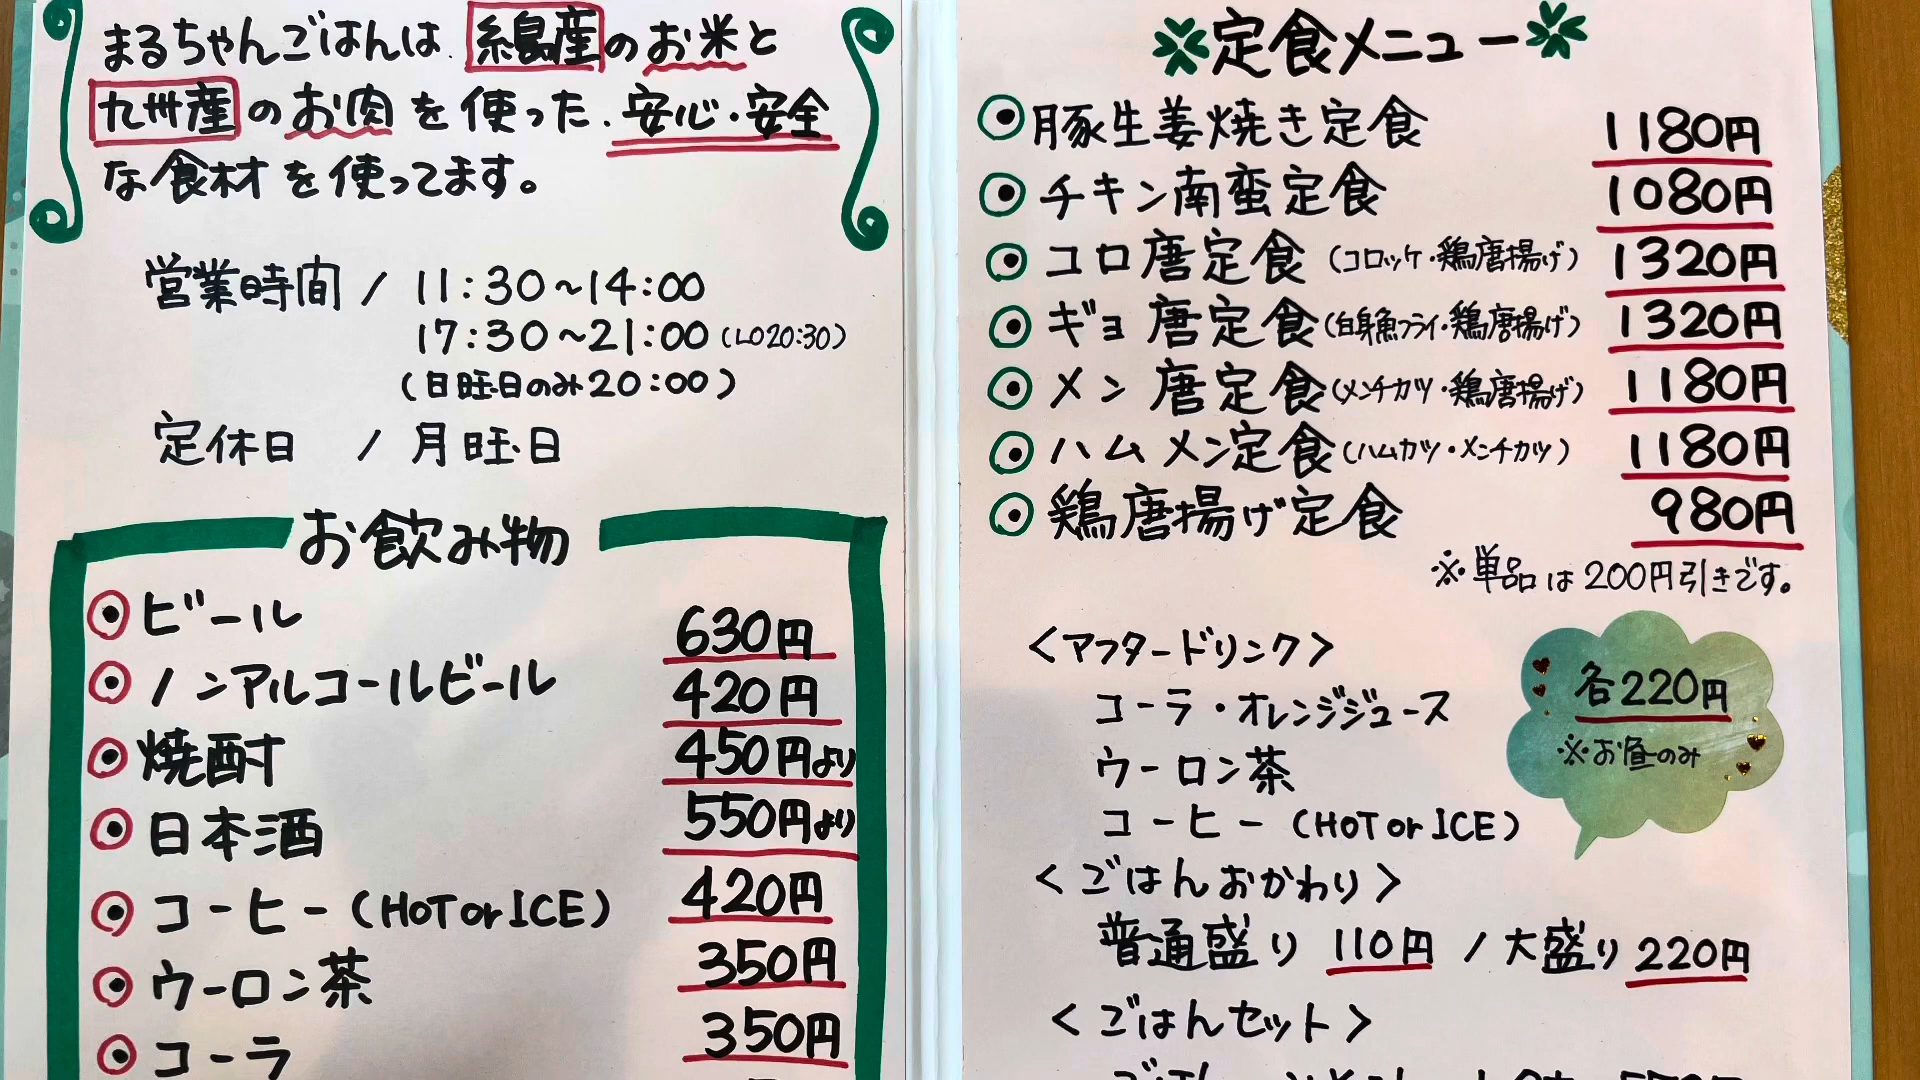 まるちゃんごはんは、糸島産のお米と
九州産のお肉を使った、安心・安全
な食材を使ってます。
営業時間 / 11:30~14:00
17:30~21:00(LO20:30)
(日曜日のみ20:00)
定休日 / 月曜日
お飲み物
ビール 630円
ノンアルコールビール 420円
焼酎 450円より
日本酒 550円より
コーヒー(HOT or ICE) 420円
ウーロン茶 350円
コーラ 350円
※定食メニュー※
豚生姜焼き定食 1180円
チキン南蛮定食 1080円
コロ唐定食(コロッケ・鶏唐揚げ) 1320円
ギョ唐定食(白身魚フライ・鶏唐揚げ) 1320円
メン唐定食(メンチカツ・鶏唐揚げ) 1180円
ハムメン定食(ハムカツ・メンチカツ) 1180円
鶏唐揚げ定食 980円
※単品は200円引きです。
<アフタードリンク>
コーラ・オレンジジュース
ウーロン茶
コーヒー(HOT or ICE)
各220円
※お昼のみ
<ごはんおかわり>
普通盛り 110円 / 大盛り 220円
<ごはんセット>